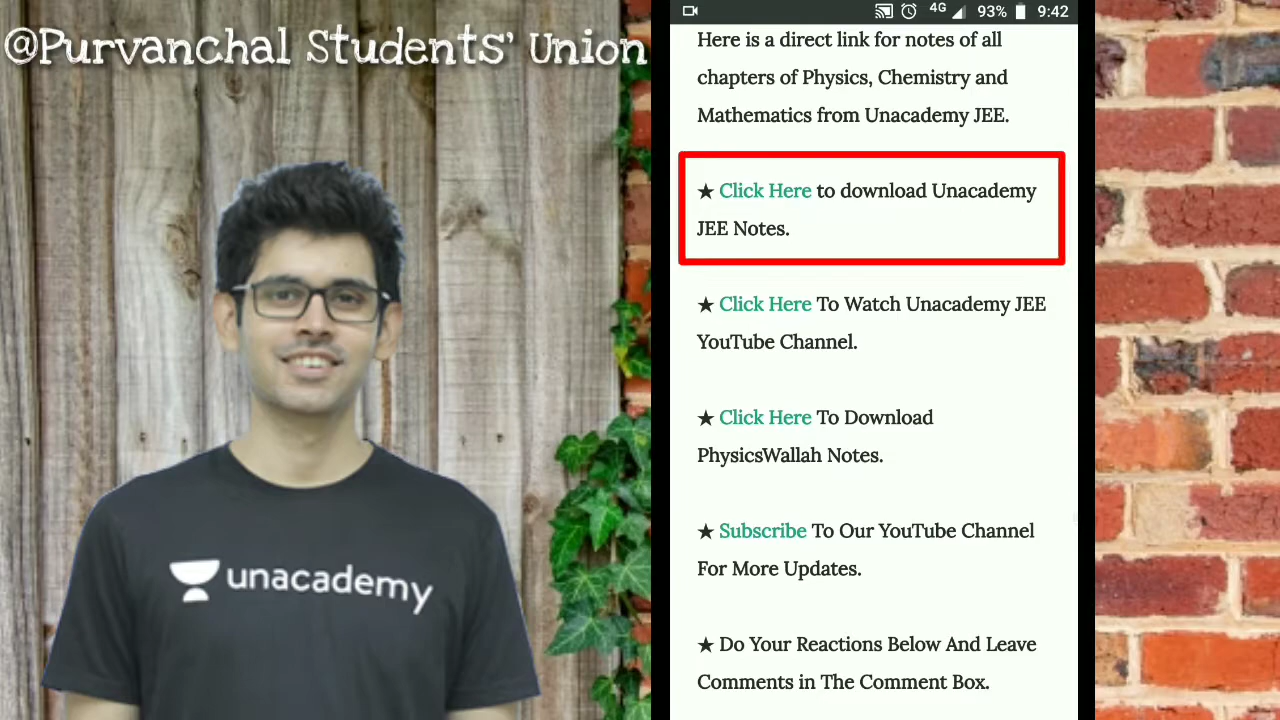 @Purvanchal Students' Union
unacademy
4G 93% 9:42
Here is a direct link for notes of all
chapters of Physics, Chemistry and
Mathematics from Unacademy JEE.
★ Click Here to download Unacademy
JEE Notes.
★ Click Here To Watch Unacademy JEE
YouTube Channel.
★ Click Here To Download
PhysicsWallah Notes.
★ Subscribe To Our YouTube Channel
For More Updates.
★ Do Your Reactions Below And Leave
Comments in The Comment Box.